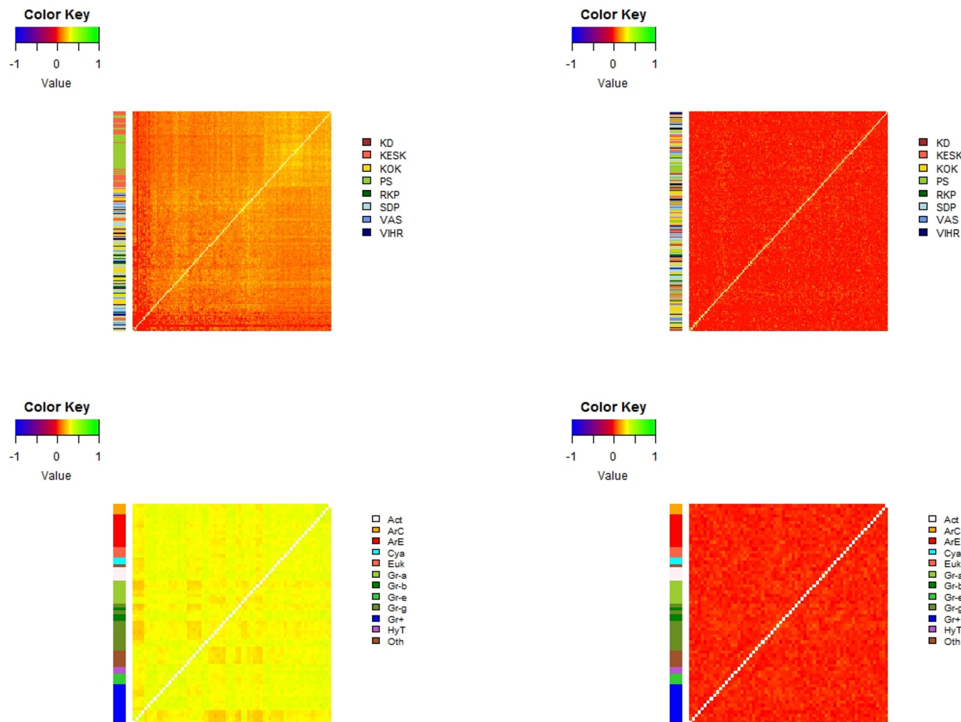 Color Key
-1 0 1
Value
KD
KESK
KOK
PS
RKP
SDP
VAS
VIHR
Color Key
-1 0 1
Value
KD
KESK
KOK
PS
RKP
SDP
VAS
VIHR
Color Key
-1 0 1
Value
Act
ArC
ArE
Cya
Euk
Gr-a
Gr-b
Gr-e
Gr-g
Gr+
HyT
Oth
Color Key
-1 0 1
Value
Act
ArC
ArE
Cya
Euk
Gr-a
Gr-b
Gr-e
Gr-g
Gr+
HyT
Oth